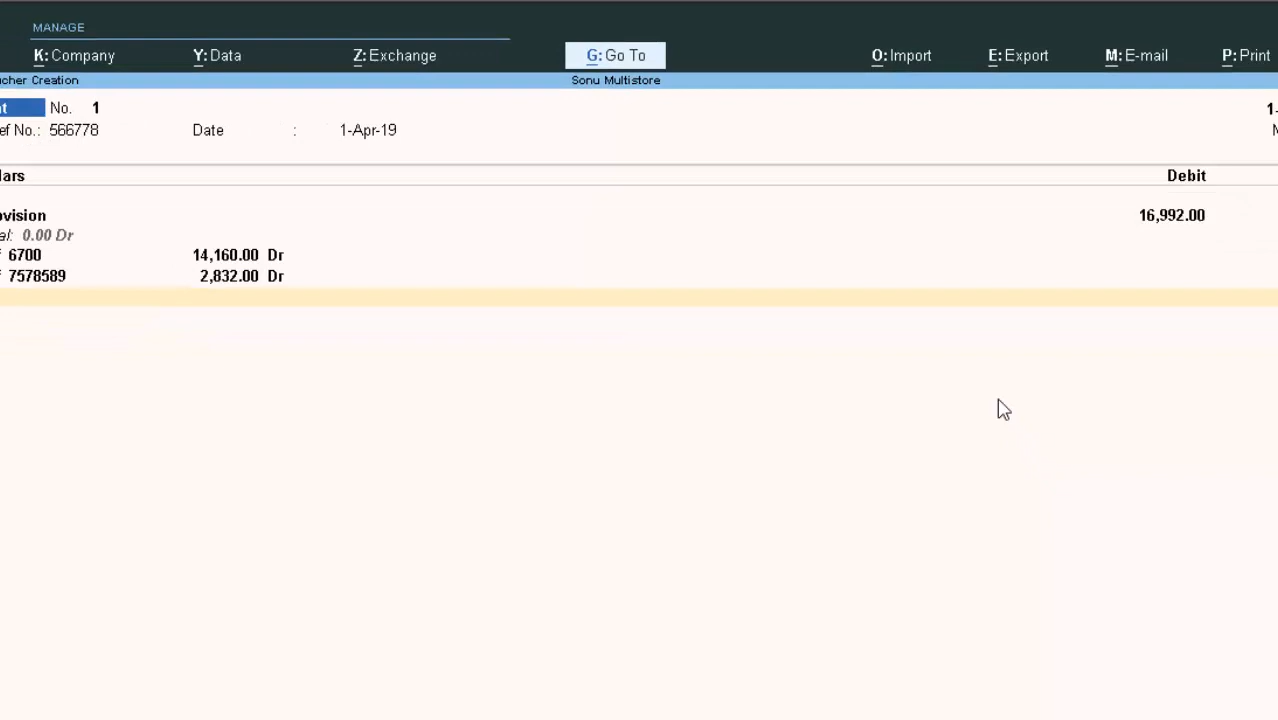 MANAGE
K: Company Y: Data Z: Exchange G: Go To O: Import E: Export M: E-mail P: Print
ucher Creation Sonu Multistore
t No. 1 1-
ef No.: 566778 Date : 1-Apr-19
lars Debit
ovision 16,992.00
al: 0.00 Dr
f 6700 14,160.00 Dr
f 7578589 2,832.00 Dr